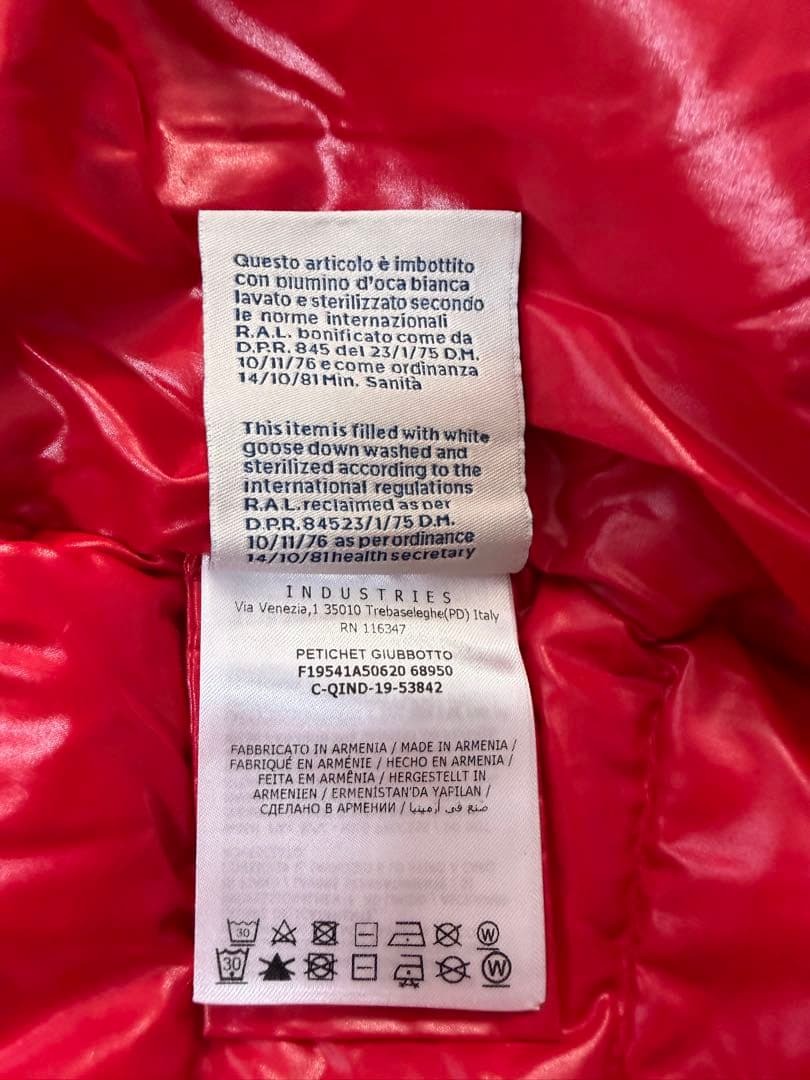 Questo articolo è imbottito
con piumino d'oca bianca
lavato e sterilizzato secondo
le norme internazionali
R.A.L. bonificato come da
D.P.R. 845 del 23/1/75 D.M.
10/11/76 e come ordinanza
14/10/81 Min. Sanità
This item is filled with white
goose down washed and
sterilized according to the
international regulations
R.A.L. reclaimed as per
D.P.R. 845 23/1/75 D.M.
10/11/76 as per ordinance
14/10/81 health secretary
INDUSTRIES
Via Venezia,1 35010 Trebaseleghe(PD) Italy
RN 116347
PETICHET GIUBBOTTO
F19541A50620 68950
C-QIND-19-53842
FABBRICATO IN ARMENIA / MADE IN ARMENIA /
FABRIQUÉ EN ARMÉNIE / HECHO EN ARMENIA /
FEITA EM ARMÊNIA / HERGESTELLT IN
ARMENIEN / ERMENİSTAN'DA YAPILAN /
СДЕЛАНО В АРМЕНИИ / صنع في أرمينيا
30 W
30 W